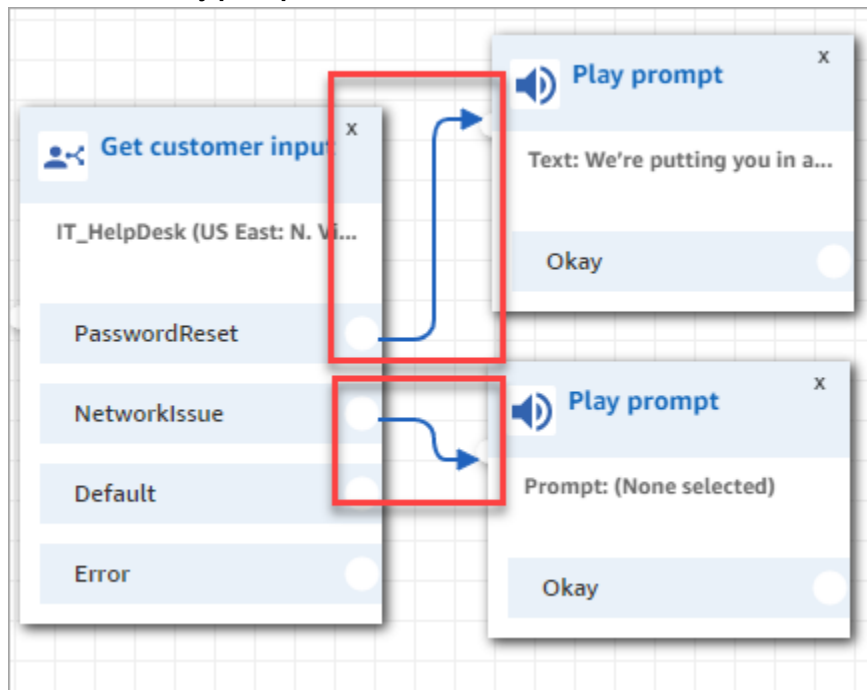 Get customer input
x
IT_HelpDesk (US East: N. Vi...
PasswordReset
NetworkIssue
Default
Error
Play prompt
x
Text: We're putting you in a...
Okay
Play prompt
x
Prompt: (None selected)
Okay